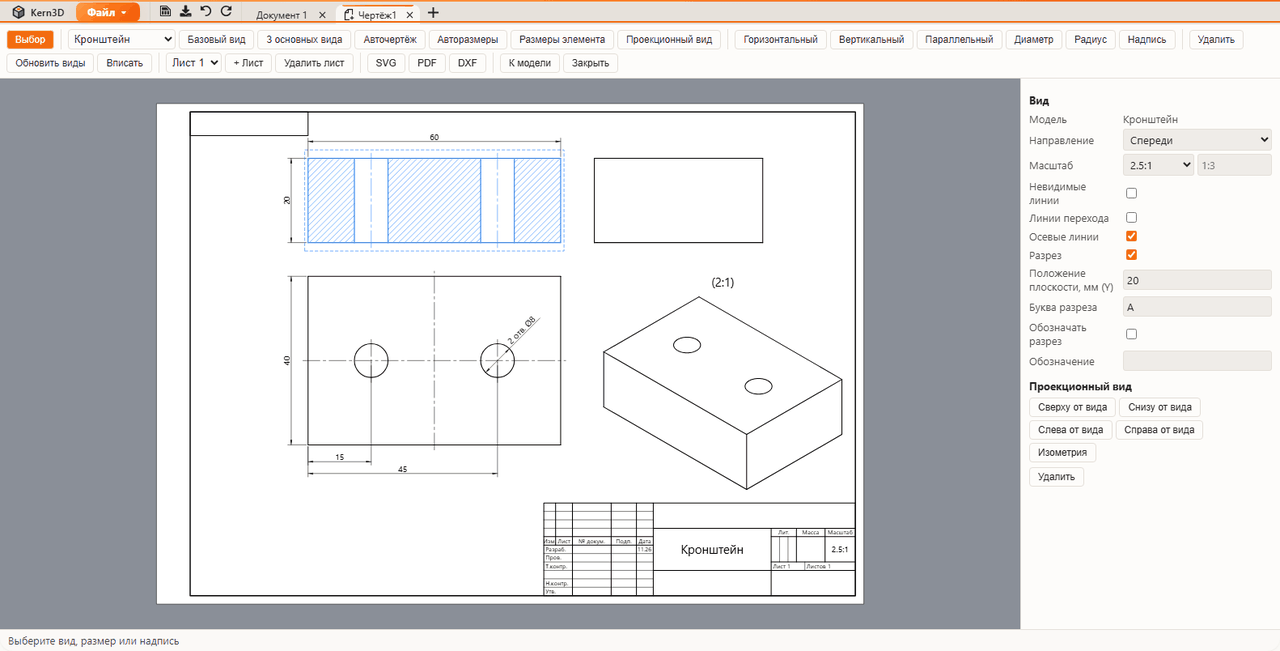 Kern3D Файл Документ 1 × Чертёж1 × +
Выбор Кронштейн Базовый вид 3 основных вида Авточертёж Авторазмеры Размеры элемента Проекционный вид Горизонтальный Вертикальный Параллельный Диаметр Радиус Надпись Удалить
Обновить виды Вписать Лист 1 + Лист Удалить лист SVG PDF DXF К модели Закрыть
60
20
(2:1)
2 отв. Ø8
40
15
45
Изм Лист № докум. Подп. Дата
Разраб. 11.26
Пров.
Т.контр.
Н.контр.
Утв.
Кронштейн
Лит. Масса Масштаб
2.5:1
Лист 1 Листов 1
Вид
Модель Кронштейн
Направление Спереди
Масштаб 2.5:1 1:3
Невидимые
линии
Линии перехода
Осевые линии
Разрез
Положение
плоскости, мм (Y) 20
Буква разреза А
Обозначать
разрез
Обозначение
Проекционный вид
Сверху от вида Снизу от вида
Слева от вида Справа от вида
Изометрия
Удалить
Выберите вид, размер или надпись